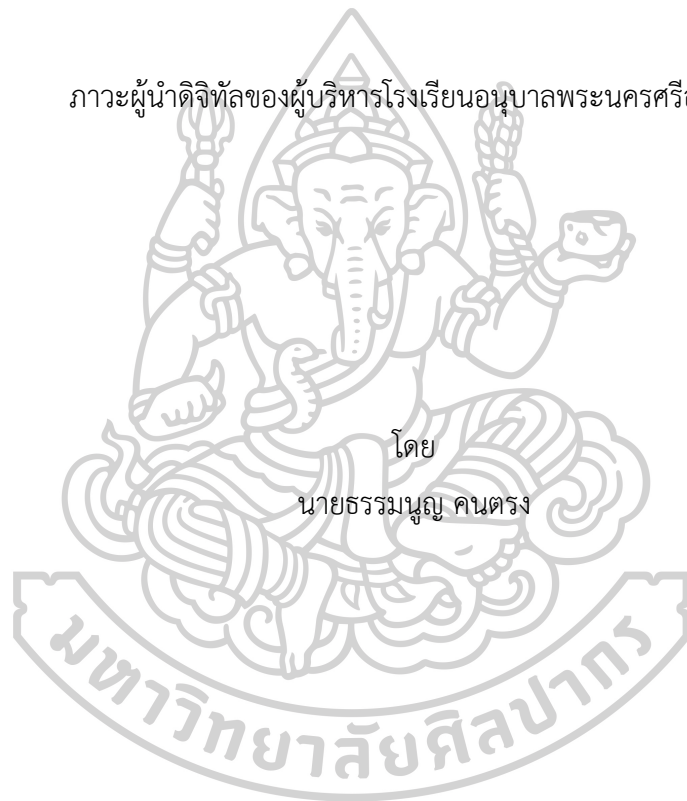 ภาวะผู้นำดิจิทัลของผู้บริหารโรงเรียนอนุบาลพระนครศรี
โดย
นายธรรมนูญ คนตรง
มหาวิทยาลัยศิลปากร